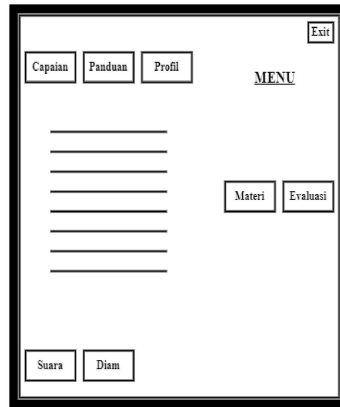 Exit
Capaian Panduan Profil
MENU
Materi Evaluasi
Suara Diam